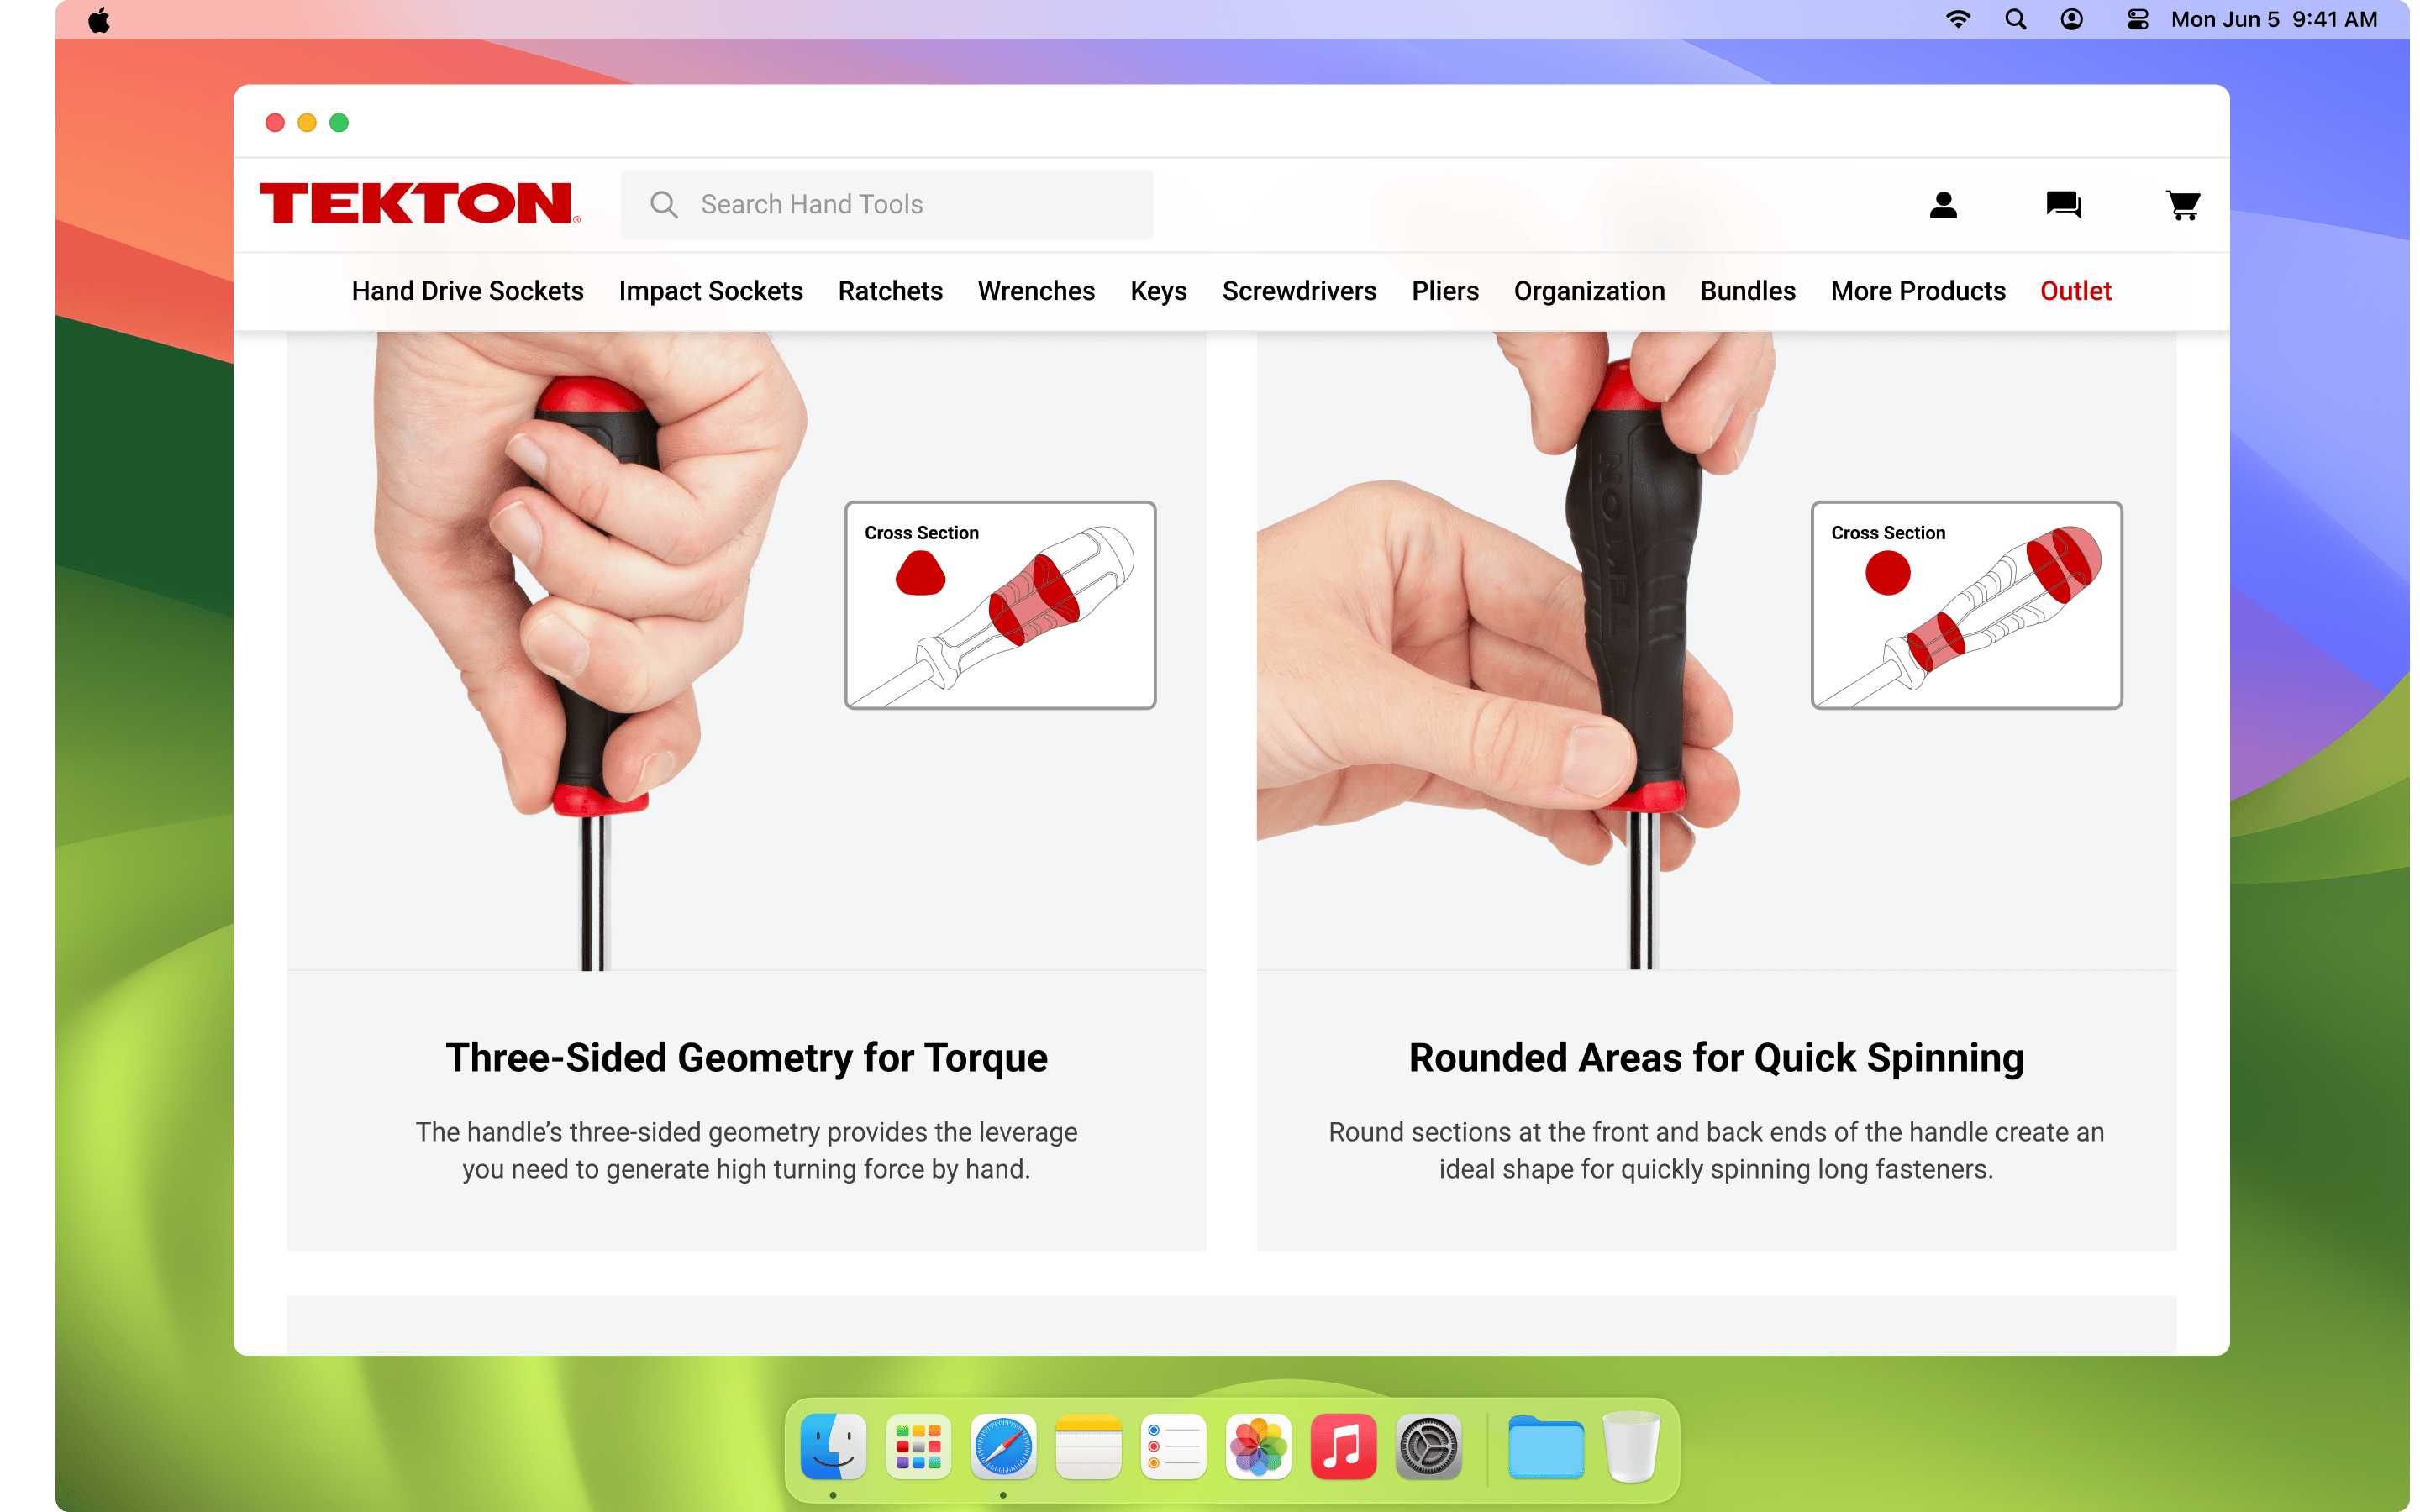 Mon Jun 5 9:41 AM
TEKTON®
Search Hand Tools
Hand Drive Sockets Impact Sockets Ratchets Wrenches Keys Screwdrivers Pliers Organization Bundles More Products Outlet
Cross Section
TEKTON
Cross Section
Three-Sided Geometry for Torque
The handle’s three-sided geometry provides the leverage
you need to generate high turning force by hand.
Rounded Areas for Quick Spinning
Round sections at the front and back ends of the handle create an
ideal shape for quickly spinning long fasteners.